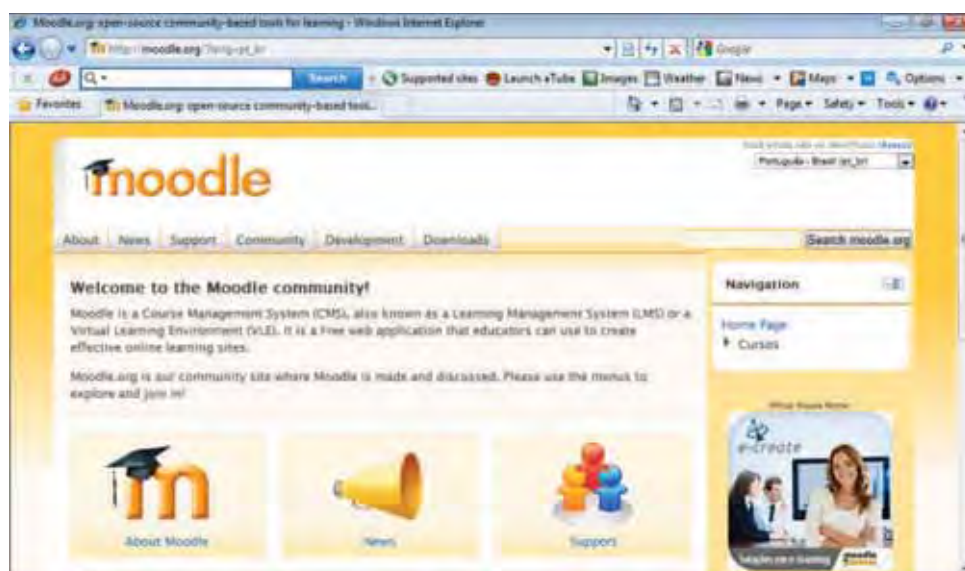 Moodle.org: open-source community-based tools for learning - Windows Internet Explorer
http://moodle.org/?lang=pt_br
Google
Search
Supported sites
Launch aTube
Images
Weather
News
Maps
Options
Favorites
Moodle.org: open-source community-based tools...
Page
Safety
Tools
moodle
Português - Brasil (pt_br)
About News Support Community Development Downloads
Search moodle.org
Welcome to the Moodle community!
Moodle is a Course Management System (CMS), also known as a Learning Management System (LMS) or a
Virtual Learning Environment (VLE). It is a Free web application that educators can use to create
effective online learning sites.
Moodle.org is our community site where Moodle is made and discussed. Please use the menus to
explore and join in!
Navigation
Home Page
Cursos
About Moodle
News
Support
e-create
moodle